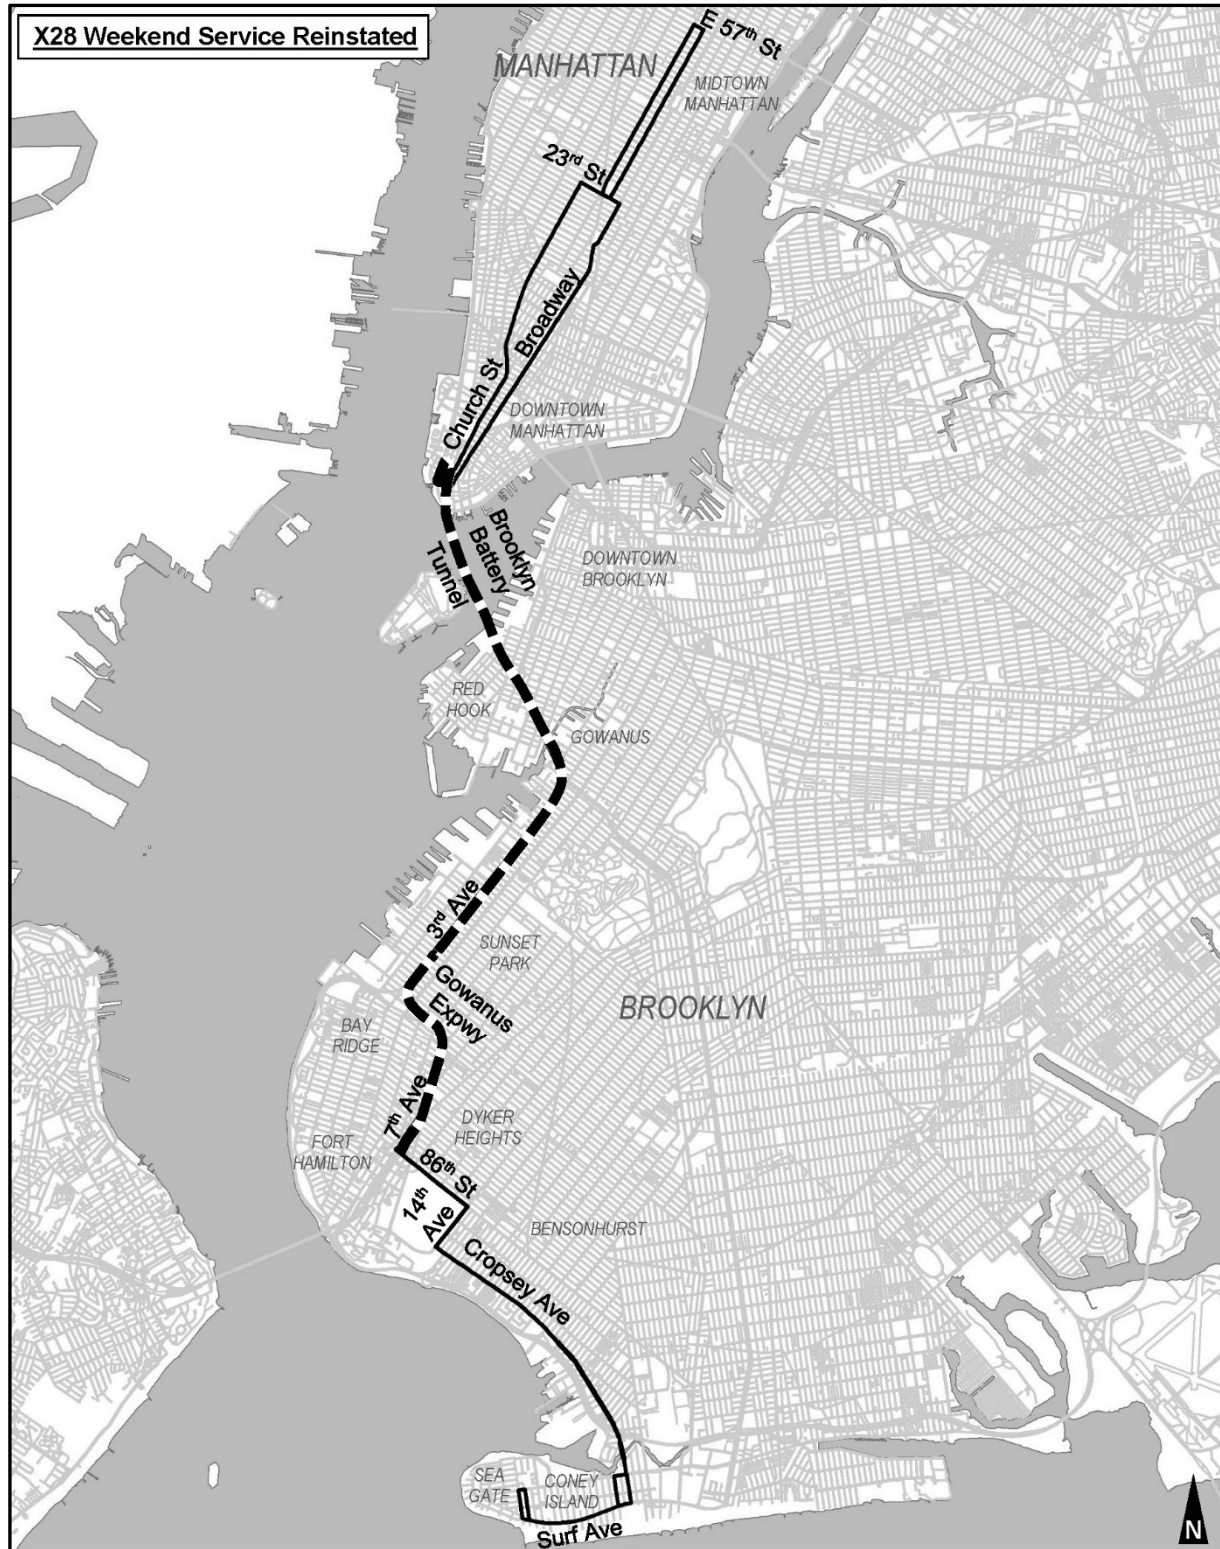 X28 Weekend Service Reinstated
E 57th St
MANHATTAN
MIDTOWN
MANHATTAN
23rd St
Broadway
Church St
DOWNTOWN
MANHATTAN
Brooklyn
Battery
Tunnel
DOWNTOWN
BROOKLYN
RED
HOOK
GOWANUS
3rd Ave
SUNSET
PARK
Gowanus
Expwy
BROOKLYN
BAY
RIDGE
7th Ave
DYKER
HEIGHTS
FORT
HAMILTON
86th St
14th
Ave
BENSONHURST
Cropsey Ave
SEA
GATE
CONEY
ISLAND
Surf Ave
N